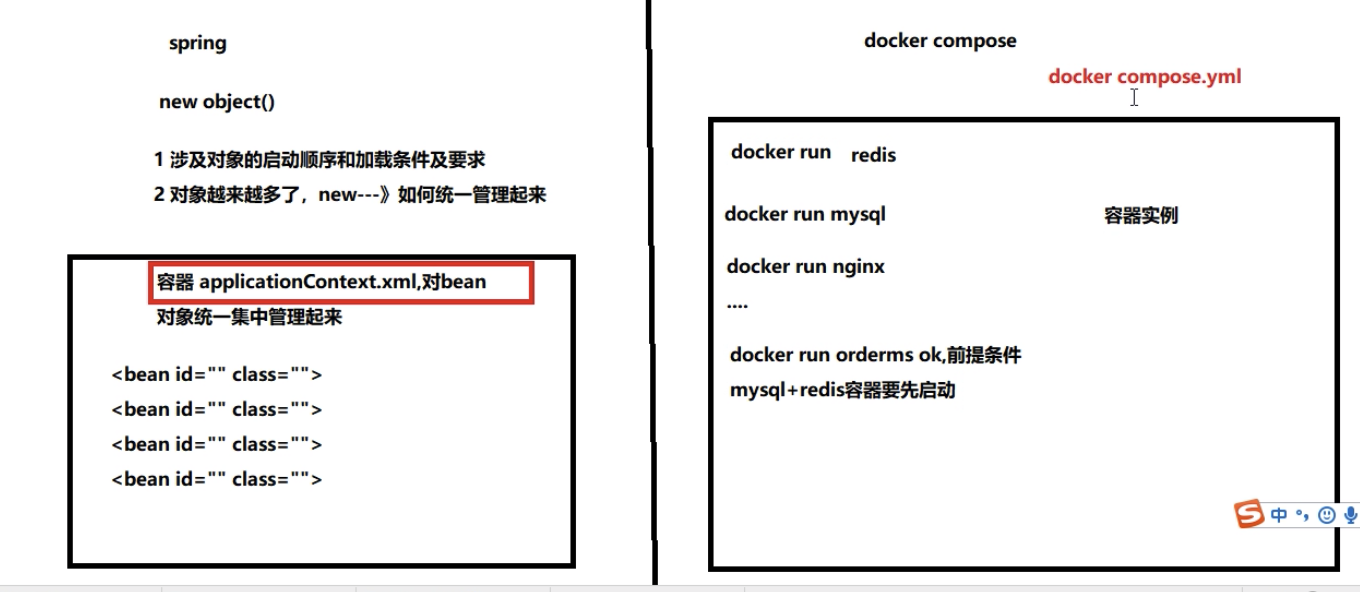 spring
new object()
1 涉及对象的启动顺序和加载条件及要求
2 对象越来越多了，new---》如何统一管理起来
容器 applicationContext.xml,对bean
对象统一集中管理起来
<bean id="" class="">
<bean id="" class="">
<bean id="" class="">
<bean id="" class="">
docker compose
docker compose.yml
docker run redis
docker run mysql 容器实例
docker run nginx
....
docker run orderms ok,前提条件
mysql+redis容器要先启动
S 中